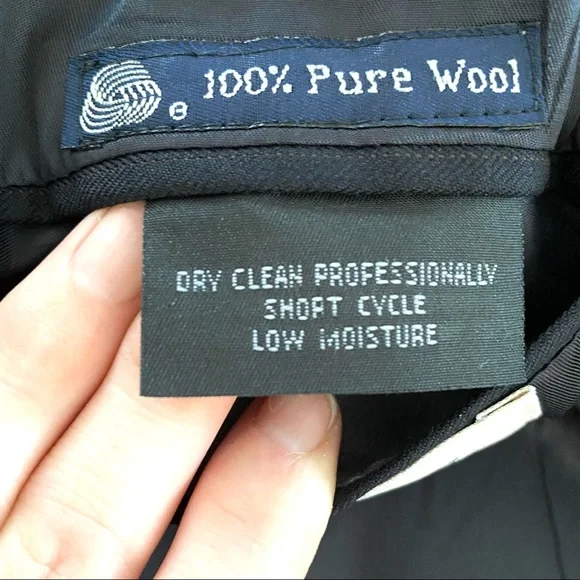 100% Pure Wool
DRY CLEAN PROFESSIONALLY
SHORT CYCLE
LOW MOISTURE